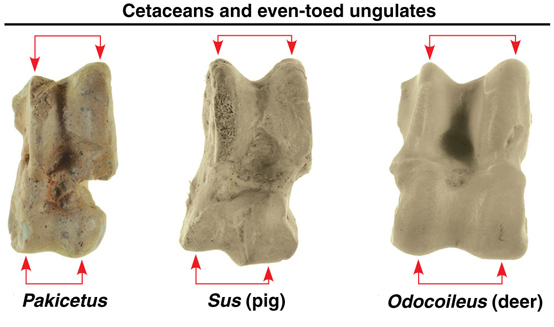 Cetaceans and even-toed ungulates
Pakicetus
Sus (pig)
Odocoileus (deer)